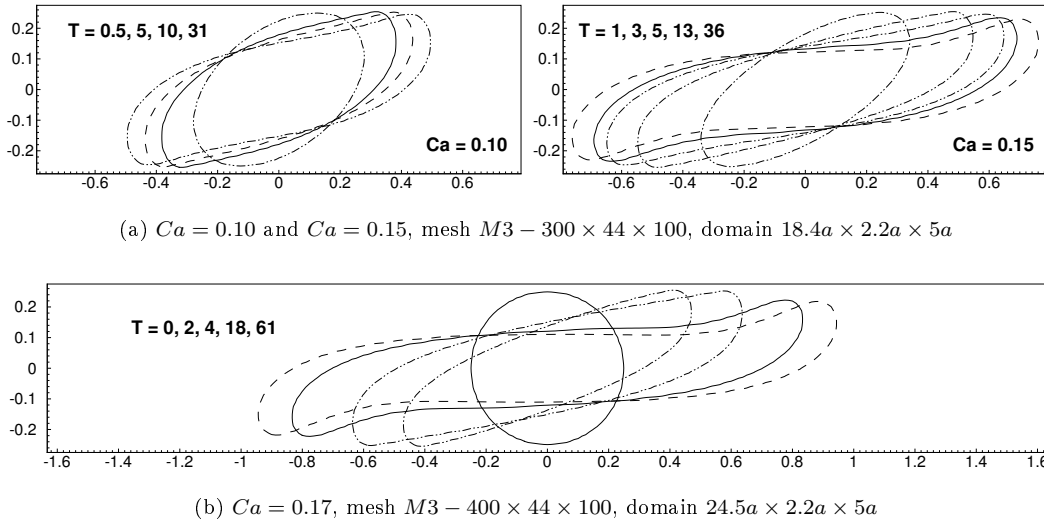 T = 0.5, 5, 10, 31
Ca = 0.10
0.2
0.1
0
-0.1
-0.2
-0.6 -0.4 -0.2 0 0.2 0.4 0.6
T = 1, 3, 5, 13, 36
Ca = 0.15
0.2
0.1
0
-0.1
-0.2
-0.6 -0.4 -0.2 0 0.2 0.4 0.6
(a) Ca = 0.10 and Ca = 0.15, mesh M3 − 300 × 44 × 100, domain 18.4a × 2.2a × 5a
T = 0, 2, 4, 18, 61
0.2
0.1
0
-0.1
-0.2
-1.6 -1.4 -1.2 -1 -0.8 -0.6 -0.4 -0.2 0 0.2 0.4 0.6 0.8 1 1.2 1.4 1.6
(b) Ca = 0.17, mesh M3 − 400 × 44 × 100, domain 24.5a × 2.2a × 5a